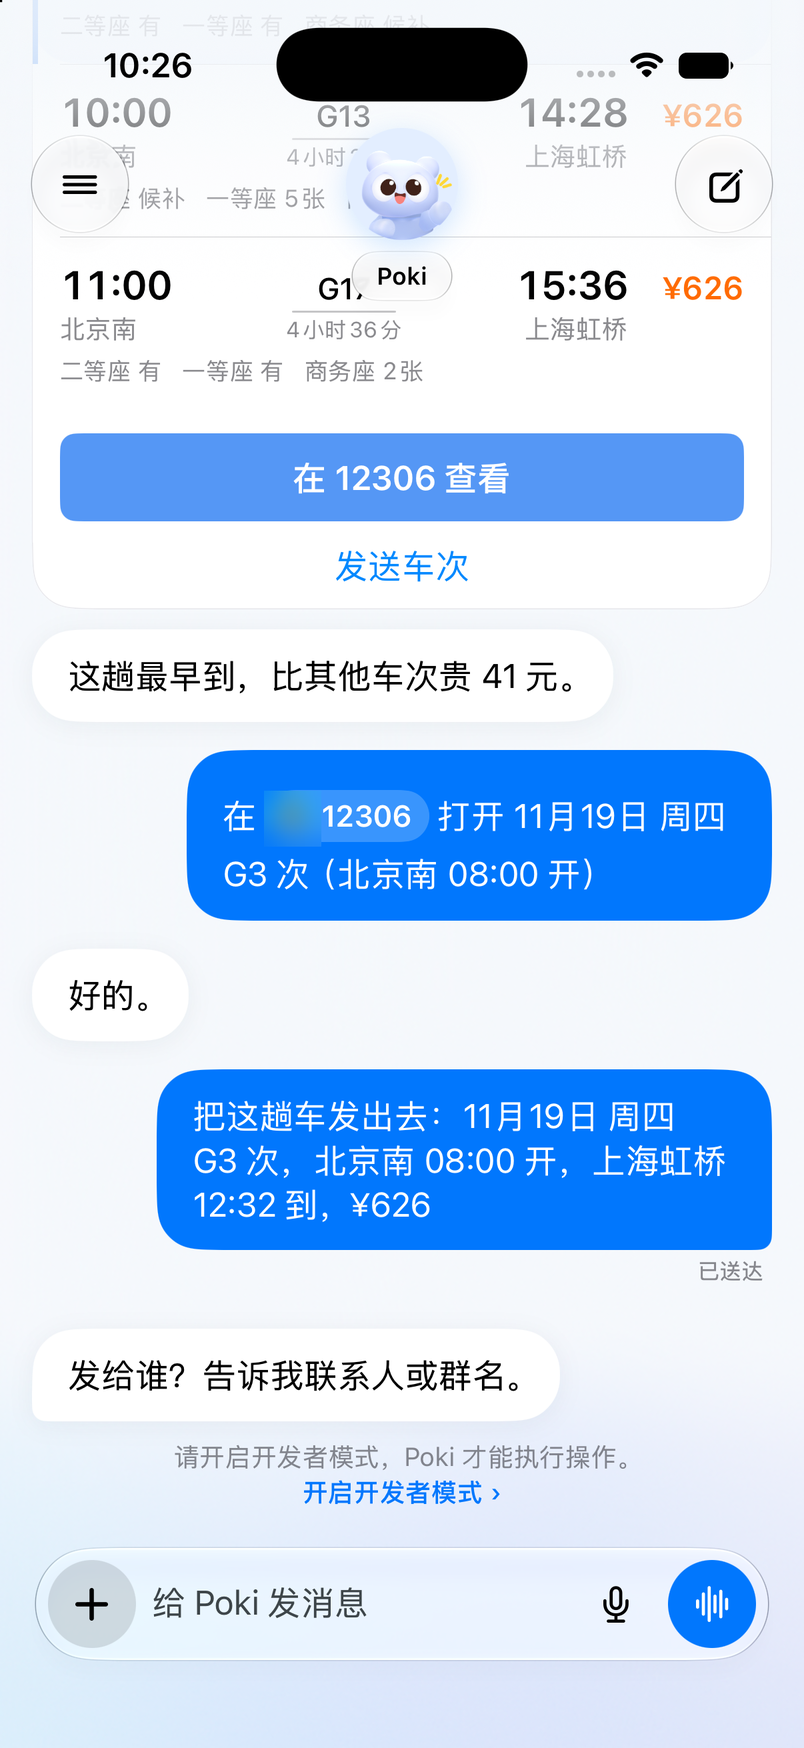 二等座 有 一等座 有 商务座 候补
10:26
10:00 G13 14:28 ¥626
南 4小时 上海虹桥
候补 一等座 5张
Poki
11:00 G17 15:36 ¥626
北京南 4小时36分 上海虹桥
二等座 有 一等座 有 商务座 2张
在 12306 查看
发送车次
这趟最早到，比其他车次贵 41 元。
在 12306 打开 11月19日 周四
G3 次（北京南 08:00 开）
好的。
把这趟车发出去：11月19日 周四
G3 次，北京南 08:00 开，上海虹桥
12:32 到，¥626
已送达
发给谁？告诉我联系人或群名。
请开启开发者模式，Poki 才能执行操作。
开启开发者模式 ›
给 Poki 发消息